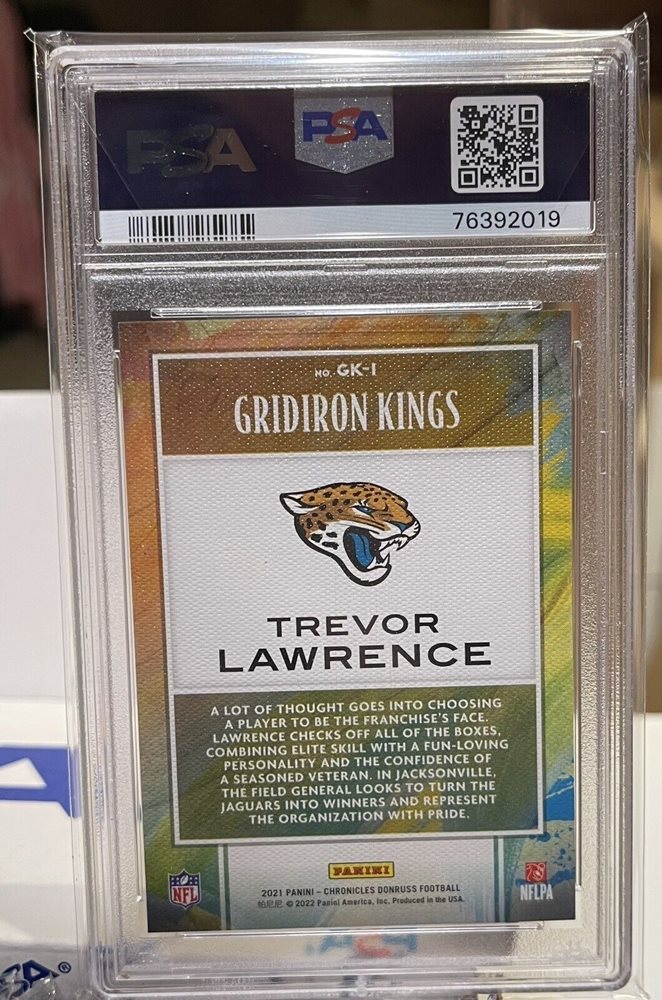 PSA
PSA
76392019
NO. GK-1
GRIDIRON KINGS
TREVOR
LAWRENCE
A LOT OF THOUGHT GOES INTO CHOOSING
A PLAYER TO BE THE FRANCHISE'S FACE.
LAWRENCE CHECKS OFF ALL OF THE BOXES,
COMBINING ELITE SKILL WITH A FUN-LOVING
PERSONALITY AND THE CONFIDENCE OF
A SEASONED VETERAN. IN JACKSONVILLE,
THE FIELD GENERAL LOOKS TO TURN THE
JAGUARS INTO WINNERS AND REPRESENT
THE ORGANIZATION WITH PRIDE.
PANINI
2021 PANINI – CHRONICLES DONRUSS FOOTBALL
帕尼尼 © 2022 Panini America, Inc. Produced in the USA.
NFL
NFLPA
PSA®